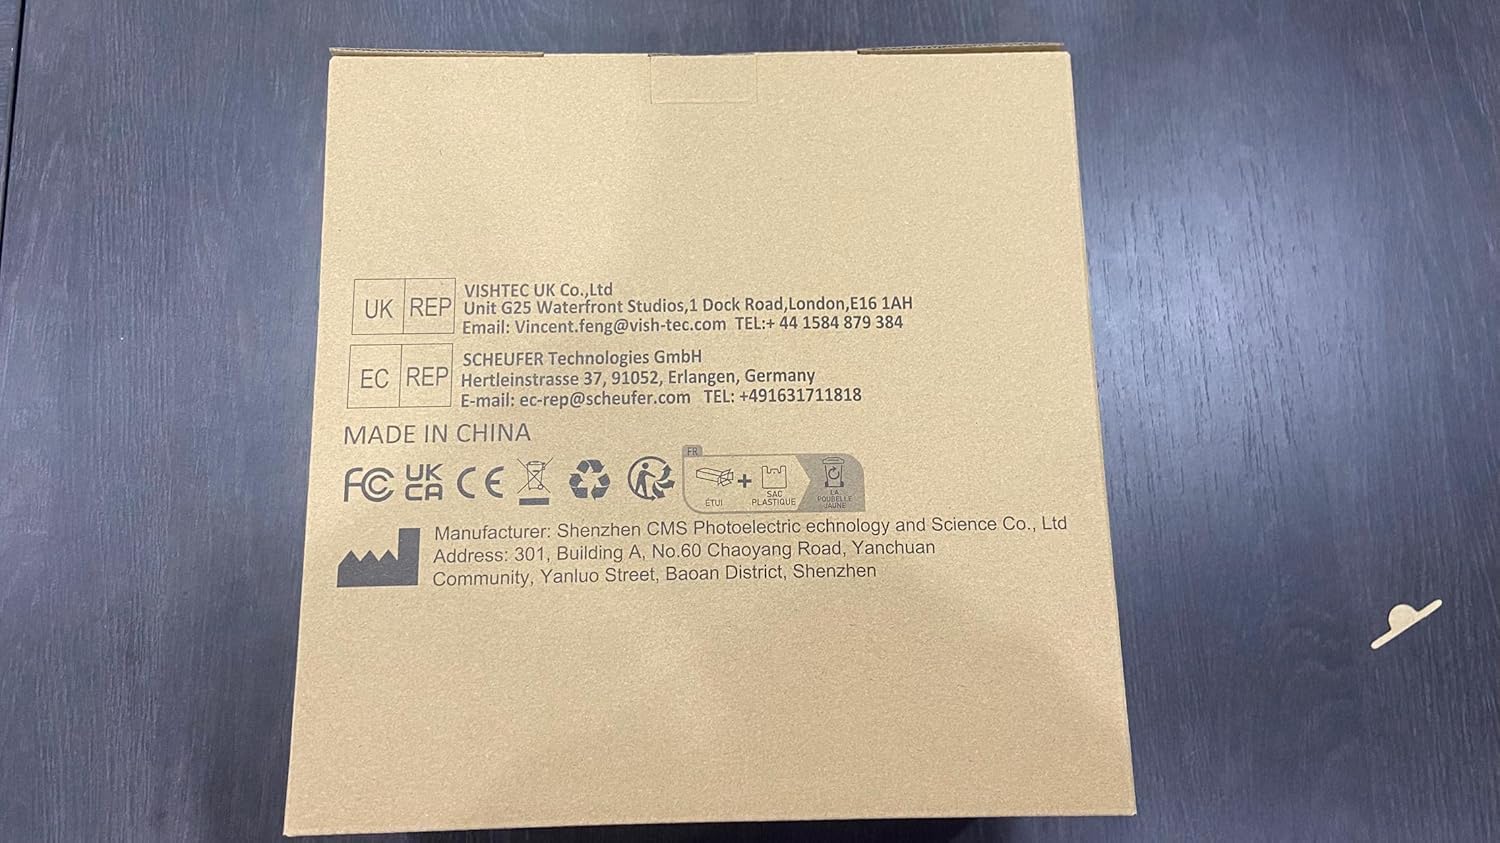 UK REP
VISHTEC UK Co.,Ltd
Unit G25 Waterfront Studios,1 Dock Road,London,E16 1AH
Email: Vincent.feng@vish-tec.com TEL:+ 44 1584 879 384
EC REP
SCHEUFER Technologies GmbH
Hertleinstrasse 37, 91052, Erlangen, Germany
E-mail: ec-rep@scheufer.com TEL: +491631711818
MADE IN CHINA
FC UK CA CE
FR
ÉTUI + SAC PLASTIQUE
LA POUBELLE JAUNE
Manufacturer: Shenzhen CMS Photoelectric echnology and Science Co., Ltd
Address: 301, Building A, No.60 Chaoyang Road, Yanchuan
Community, Yanluo Street, Baoan District, Shenzhen